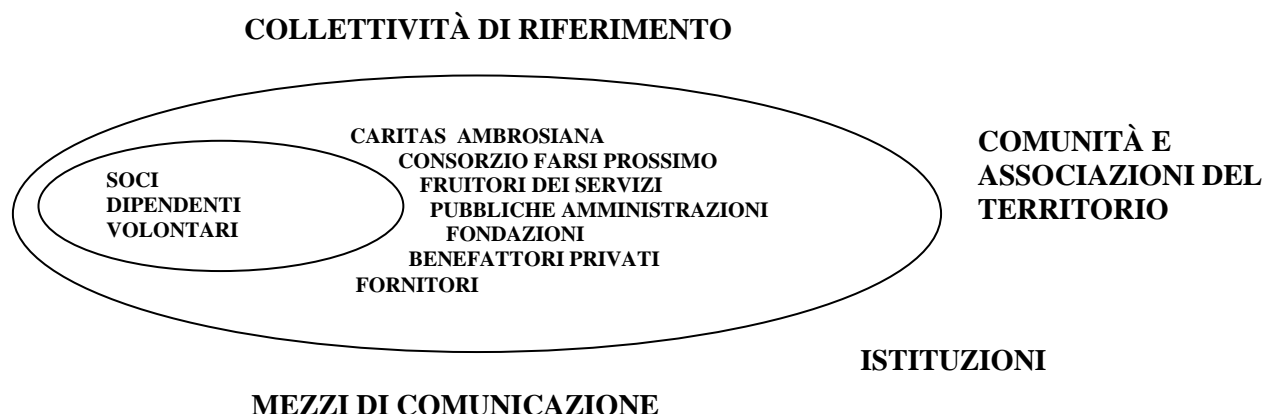 COLLETTIVITÀ DI RIFERIMENTO
CARITAS AMBROSIANA
CONSORZIO FARSI PROSSIMO
FRUITORI DEI SERVIZI
PUBBLICHE AMMINISTRAZIONI
FONDAZIONI
BENEFATTORI PRIVATI
FORNITORI
SOCI
DIPENDENTI
VOLONTARI
COMUNITÀ E
ASSOCIAZIONI DEL
TERRITORIO
ISTITUZIONI
MEZZI DI COMUNICAZIONE